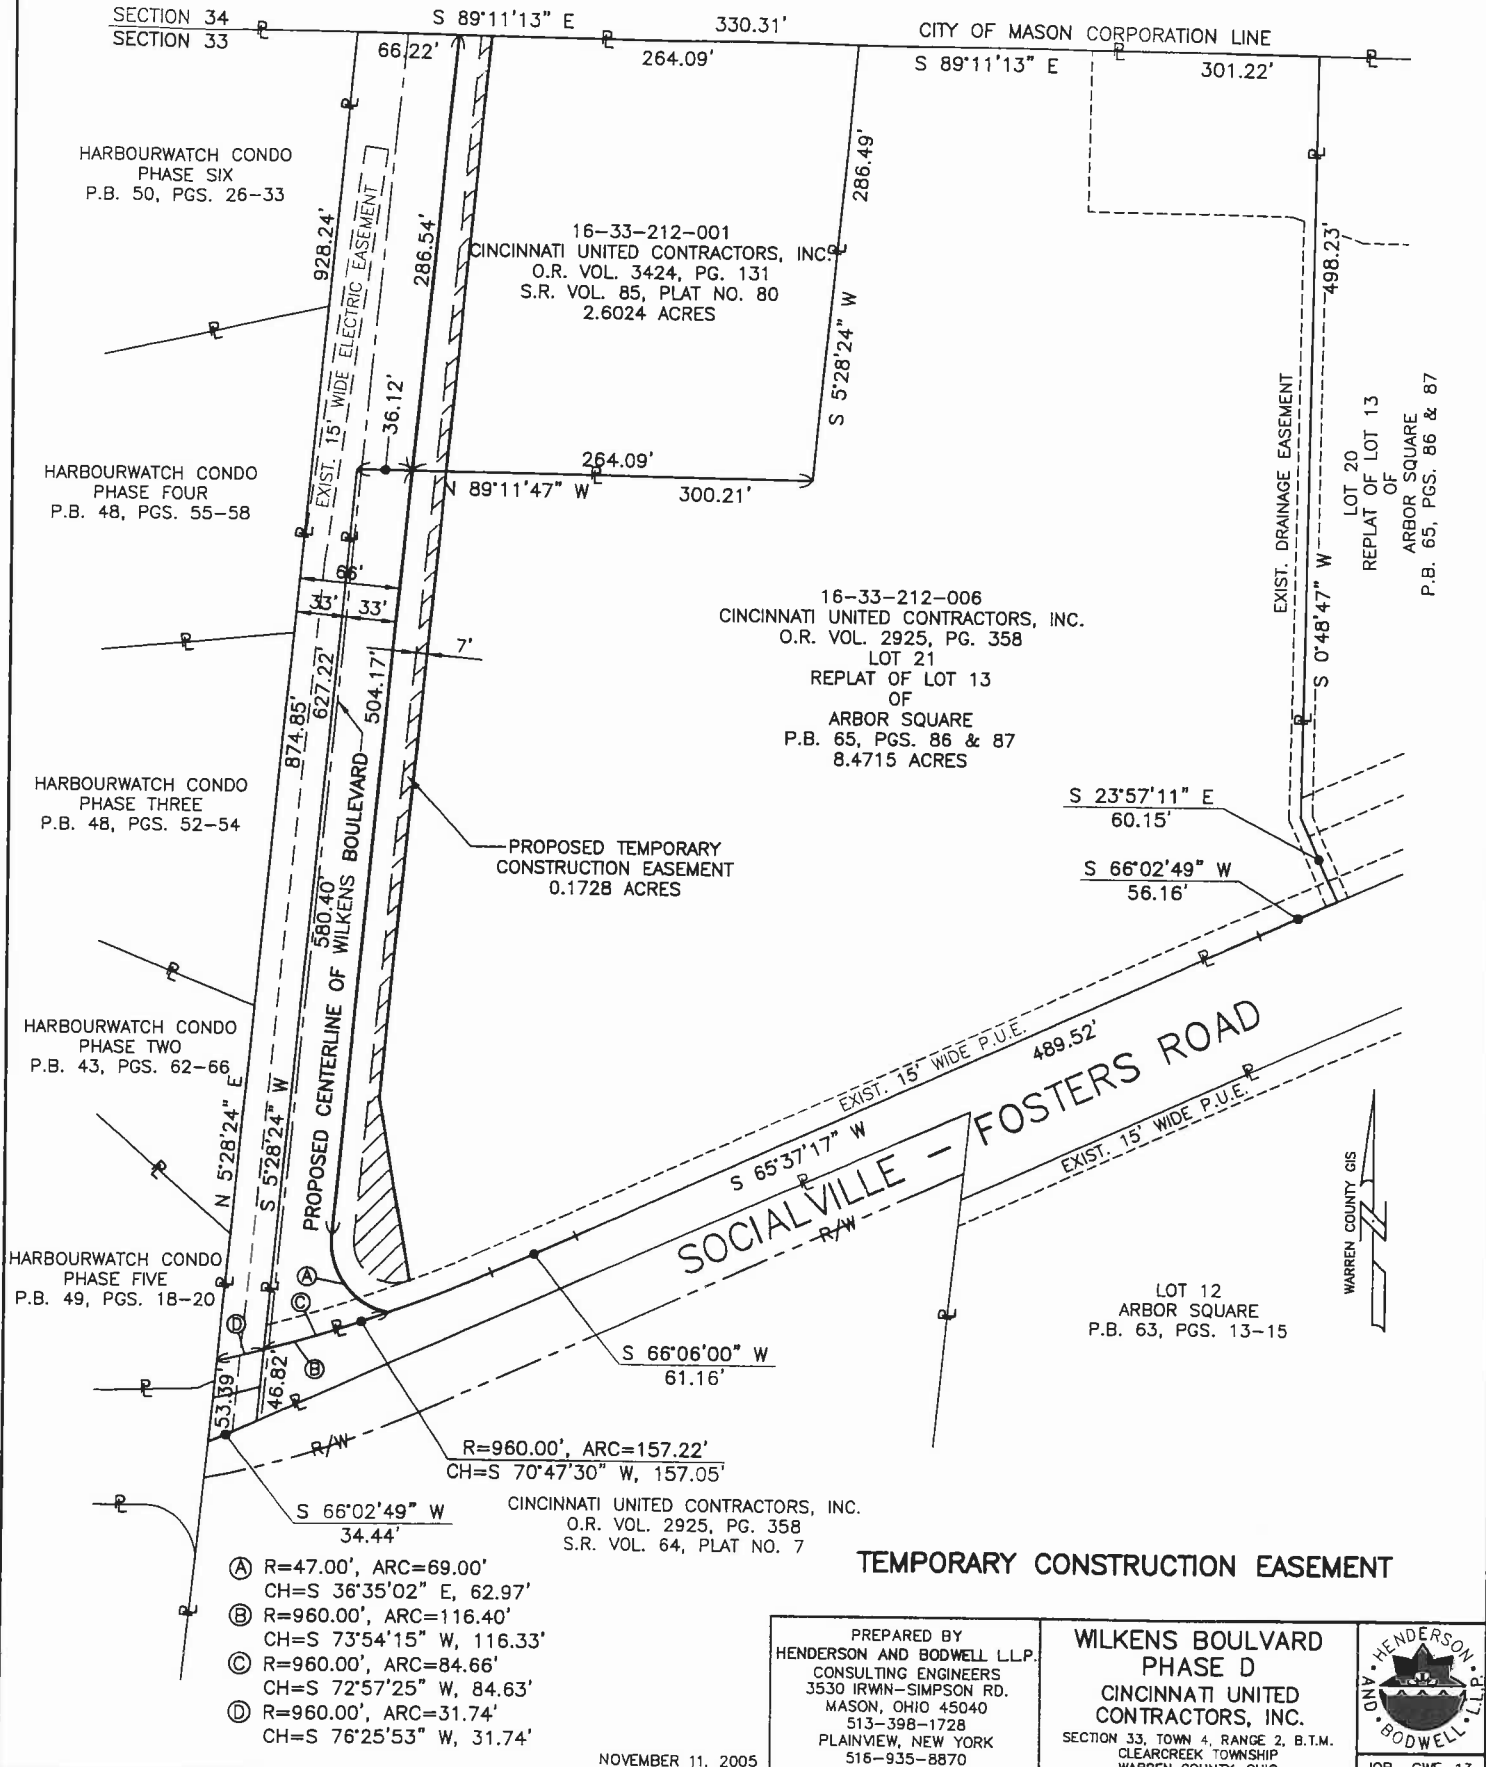 SECTION 34
SECTION 33
S 89°11'13" E
330.31'
CITY OF MASON CORPORATION LINE
66.22'
264.09'
S 89°11'13" E
301.22'
HARBOURWATCH CONDO
PHASE SIX
P.B. 50, PGS. 26-33
928.24'
EXIST. 15' WIDE ELECTRIC EASEMENT
286.54'
16-33-212-001
CINCINNATI UNITED CONTRACTORS, INC.
O.R. VOL. 3424, PG. 131
S.R. VOL. 85, PLAT NO. 80
2.6024 ACRES
286.49'
S 5°28'24" W
498.23'
36.12'
HARBOURWATCH CONDO
PHASE FOUR
P.B. 48, PGS. 55-58
264.09'
N 89°11'47" W
300.21'
EXIST. DRAINAGE EASEMENT
S 0°48'47" W
LOT 20
REPLAT OF LOT 13
OF
ARBOR SQUARE
P.B. 65, PGS. 86 & 87
66'
33'
33'
7'
16-33-212-006
CINCINNATI UNITED CONTRACTORS, INC.
O.R. VOL. 2925, PG. 358
LOT 21
REPLAT OF LOT 13
OF
ARBOR SQUARE
P.B. 65, PGS. 86 & 87
8.4715 ACRES
874.85'
627.22'
504.17'
HARBOURWATCH CONDO
PHASE THREE
P.B. 48, PGS. 52-54
580.40'
PROPOSED CENTERLINE OF WILKENS BOULEVARD
PROPOSED TEMPORARY
CONSTRUCTION EASEMENT
0.1728 ACRES
S 23°57'11" E
60.15'
S 66°02'49" W
56.16'
HARBOURWATCH CONDO
PHASE TWO
P.B. 43, PGS. 62-66
N 5°28'24" E
S 5°28'24" W
EXIST. 15' WIDE P.U.E.
489.52'
S 65°37'17" W
SOCIALVILLE - FOSTERS ROAD
EXIST. 15' WIDE P.U.E.
R/W
WARREN COUNTY GIS
N
HARBOURWATCH CONDO
PHASE FIVE
P.B. 49, PGS. 18-20
A
C
D
B
LOT 12
ARBOR SQUARE
P.B. 63, PGS. 13-15
S 66°06'00" W
61.16'
53.39'
46.82'
R/W
R=960.00', ARC=157.22'
CH=S 70°47'30" W, 157.05'
S 66°02'49" W
34.44'
CINCINNATI UNITED CONTRACTORS, INC.
O.R. VOL. 2925, PG. 358
S.R. VOL. 64, PLAT NO. 7
TEMPORARY CONSTRUCTION EASEMENT
A R=47.00', ARC=69.00'
CH=S 36°35'02" E, 62.97'
B R=960.00', ARC=116.40'
CH=S 73°54'15" W, 116.33'
C R=960.00', ARC=84.66'
CH=S 72°57'25" W, 84.63'
D R=960.00', ARC=31.74'
CH=S 76°25'53" W, 31.74'
NOVEMBER 11, 2005
PREPARED BY
HENDERSON AND BODWELL L.L.P.
CONSULTING ENGINEERS
3530 IRWIN-SIMPSON RD.
MASON, OHIO 45040
513-398-1728
PLAINVIEW, NEW YORK
516-935-8870
WILKENS BOULVARD
PHASE D
CINCINNATI UNITED
CONTRACTORS, INC.
SECTION 33, TOWN 4, RANGE 2, B.T.M.
CLEARCREEK TOWNSHIP
WARREN COUNTY, OHIO
HENDERSON AND BODWELL L.L.P.